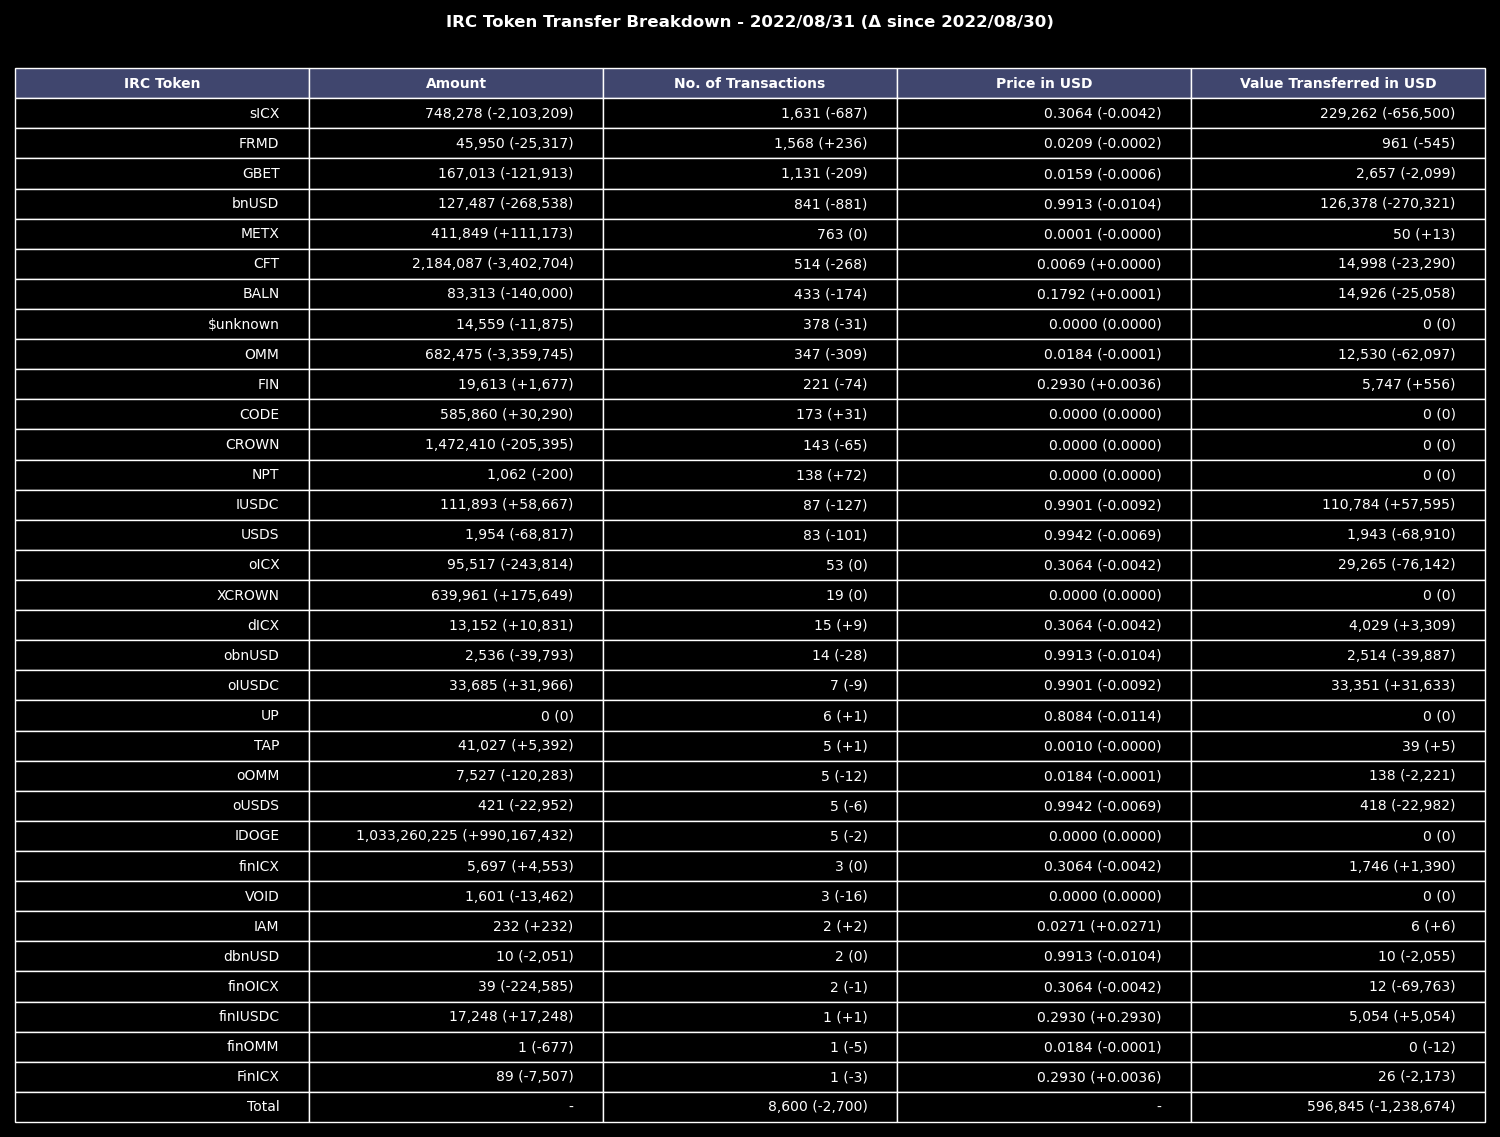 IRC Token Transfer Breakdown - 2022/08/31 (Δ since 2022/08/30)
IRC Token Amount No. of Transactions Price in USD Value Transferred in USD
sICX 748,278 (-2,103,209) 1,631 (-687) 0.3064 (-0.0042) 229,262 (-656,500)
FRMD 45,950 (-25,317) 1,568 (+236) 0.0209 (-0.0002) 961 (-545)
GBET 167,013 (-121,913) 1,131 (-209) 0.0159 (-0.0006) 2,657 (-2,099)
bnUSD 127,487 (-268,538) 841 (-881) 0.9913 (-0.0104) 126,378 (-270,321)
METX 411,849 (+111,173) 763 (0) 0.0001 (-0.0000) 50 (+13)
CFT 2,184,087 (-3,402,704) 514 (-268) 0.0069 (+0.0000) 14,998 (-23,290)
BALN 83,313 (-140,000) 433 (-174) 0.1792 (+0.0001) 14,926 (-25,058)
$unknown 14,559 (-11,875) 378 (-31) 0.0000 (0.0000) 0 (0)
OMM 682,475 (-3,359,745) 347 (-309) 0.0184 (-0.0001) 12,530 (-62,097)
FIN 19,613 (+1,677) 221 (-74) 0.2930 (+0.0036) 5,747 (+556)
CODE 585,860 (+30,290) 173 (+31) 0.0000 (0.0000) 0 (0)
CROWN 1,472,410 (-205,395) 143 (-65) 0.0000 (0.0000) 0 (0)
NPT 1,062 (-200) 138 (+72) 0.0000 (0.0000) 0 (0)
IUSDC 111,893 (+58,667) 87 (-127) 0.9901 (-0.0092) 110,784 (+57,595)
USDS 1,954 (-68,817) 83 (-101) 0.9942 (-0.0069) 1,943 (-68,910)
oICX 95,517 (-243,814) 53 (0) 0.3064 (-0.0042) 29,265 (-76,142)
XCROWN 639,961 (+175,649) 19 (0) 0.0000 (0.0000) 0 (0)
dICX 13,152 (+10,831) 15 (+9) 0.3064 (-0.0042) 4,029 (+3,309)
obnUSD 2,536 (-39,793) 14 (-28) 0.9913 (-0.0104) 2,514 (-39,887)
oIUSDC 33,685 (+31,966) 7 (-9) 0.9901 (-0.0092) 33,351 (+31,633)
UP 0 (0) 6 (+1) 0.8084 (-0.0114) 0 (0)
TAP 41,027 (+5,392) 5 (+1) 0.0010 (-0.0000) 39 (+5)
oOMM 7,527 (-120,283) 5 (-12) 0.0184 (-0.0001) 138 (-2,221)
oUSDS 421 (-22,952) 5 (-6) 0.9942 (-0.0069) 418 (-22,982)
IDOGE 1,033,260,225 (+990,167,432) 5 (-2) 0.0000 (0.0000) 0 (0)
finICX 5,697 (+4,553) 3 (0) 0.3064 (-0.0042) 1,746 (+1,390)
VOID 1,601 (-13,462) 3 (-16) 0.0000 (0.0000) 0 (0)
IAM 232 (+232) 2 (+2) 0.0271 (+0.0271) 6 (+6)
dbnUSD 10 (-2,051) 2 (0) 0.9913 (-0.0104) 10 (-2,055)
finOICX 39 (-224,585) 2 (-1) 0.3064 (-0.0042) 12 (-69,763)
finIUSDC 17,248 (+17,248) 1 (+1) 0.2930 (+0.2930) 5,054 (+5,054)
finOMM 1 (-677) 1 (-5) 0.0184 (-0.0001) 0 (-12)
FinICX 89 (-7,507) 1 (-3) 0.2930 (+0.0036) 26 (-2,173)
Total - 8,600 (-2,700) - 596,845 (-1,238,674)